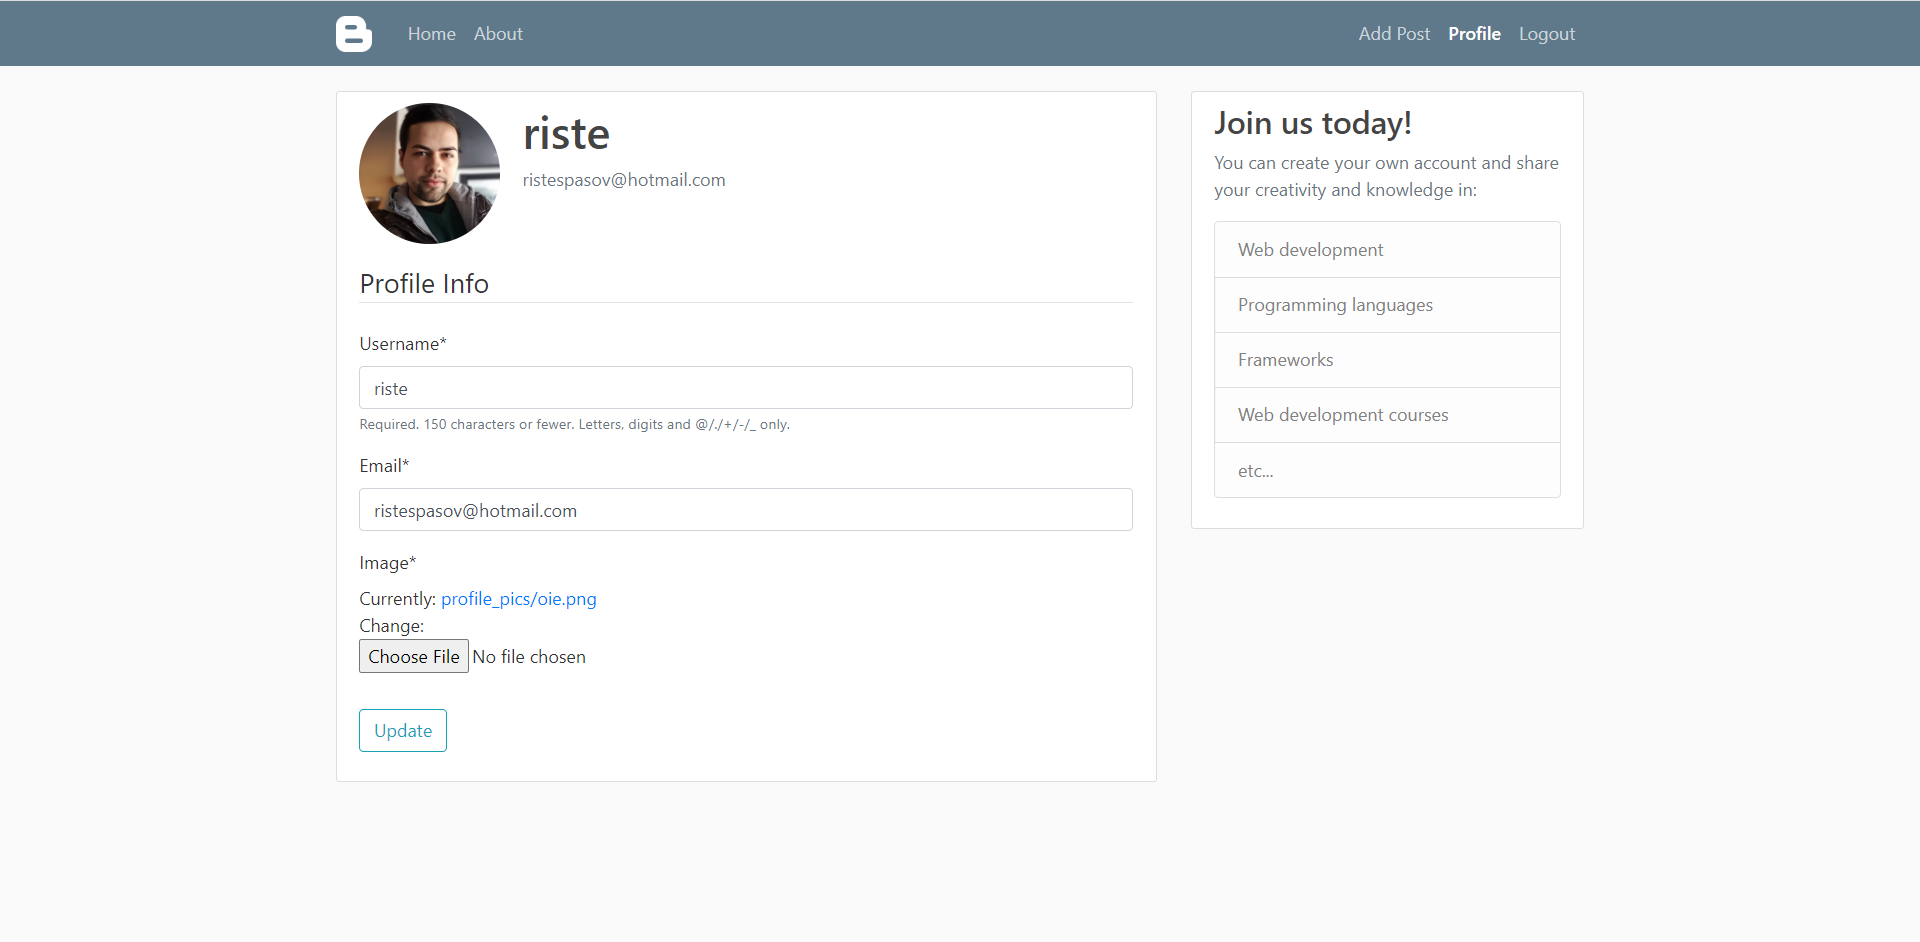 Home About Add Post Profile Logout
riste
ristespasov@hotmail.com
Profile Info
Username*
riste
Required. 150 characters or fewer. Letters, digits and @/./+/-/_ only.
Email*
ristespasov@hotmail.com
Image*
Currently: profile_pics/oie.png
Change:
Choose File No file chosen
Update
Join us today!
You can create your own account and share
your creativity and knowledge in:
Web development
Programming languages
Frameworks
Web development courses
etc...